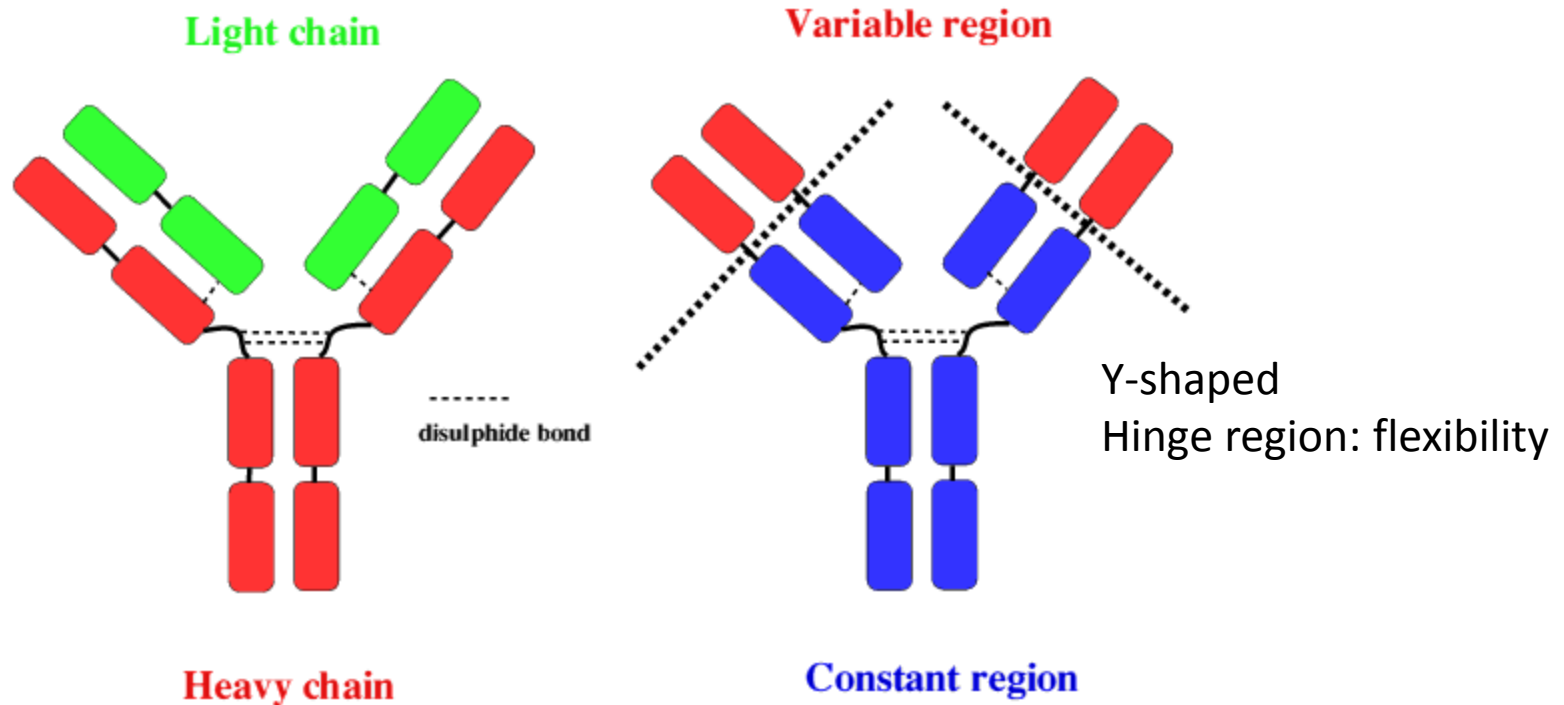 Light chain
Variable region
disulphide bond
Y-shaped
Hinge region: flexibility
Heavy chain
Constant region